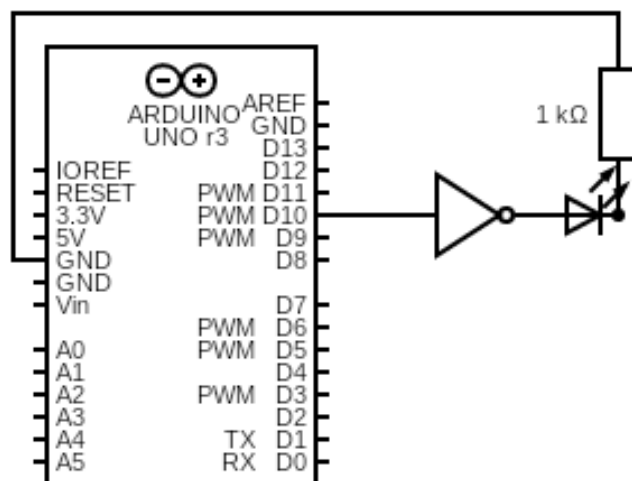 ARDUINO
UNO r3
AREF
GND
D13
IOREF D12
RESET PWM D11
3.3V PWM D10
5V PWM D9
GND D8
GND
Vin D7
PWM D6
A0 PWM D5
A1 D4
A2 PWM D3
A3 D2
A4 TX D1
A5 RX D0
1 kΩ